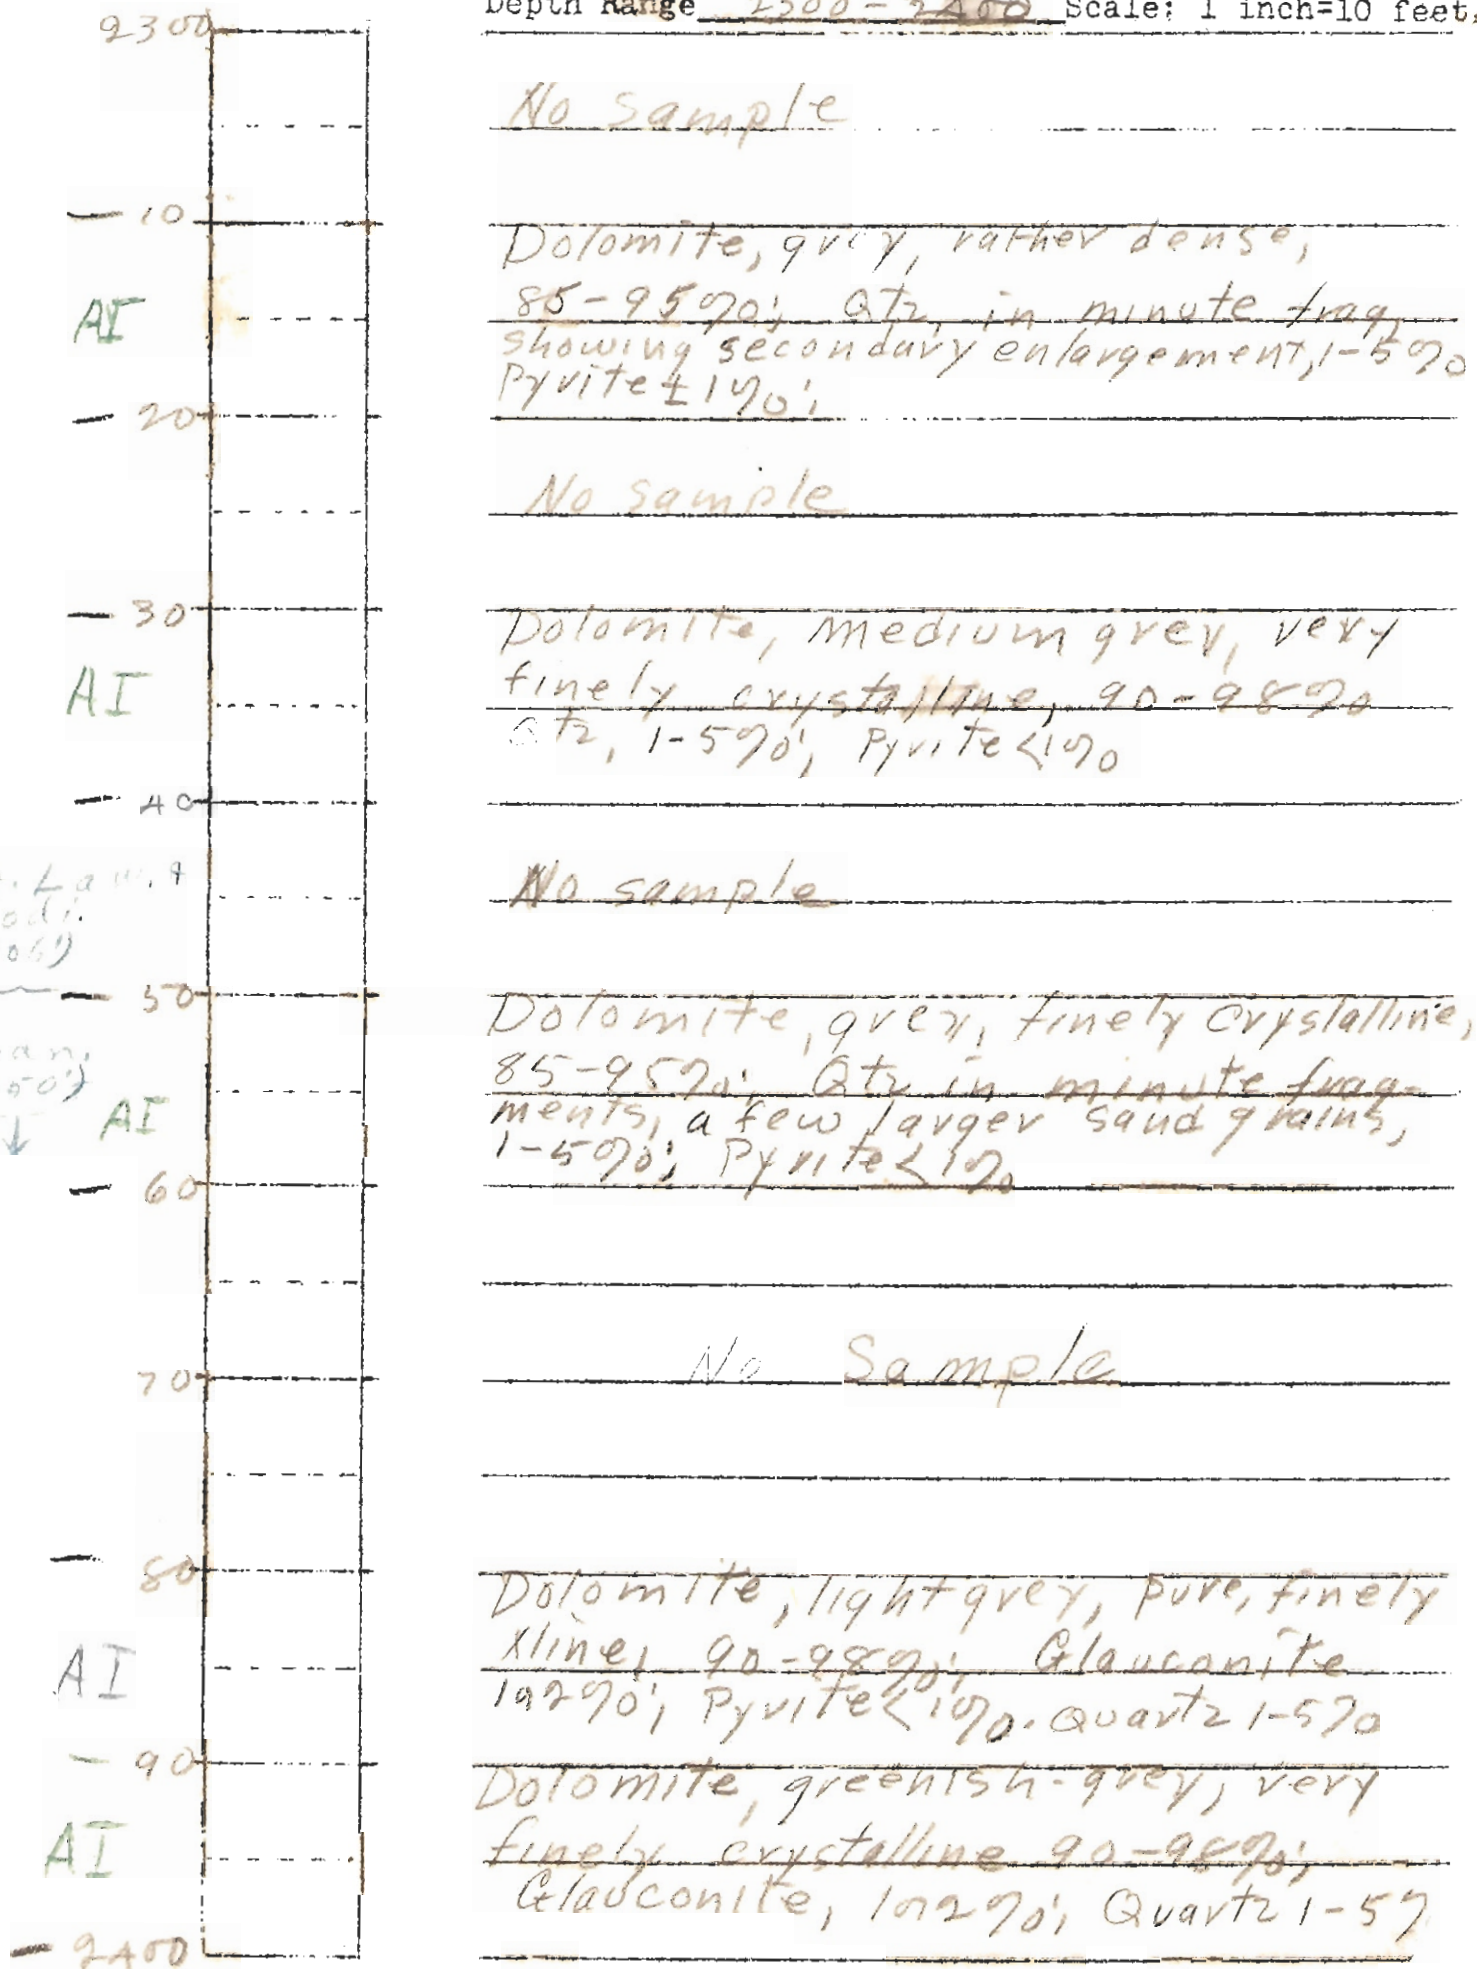 Depth Range 2300 - 2400 Scale: 1 inch=10 feet,
2300
No sample
- 10
Dolomite, grey, rather dense,
AI
85-95%; Qtz, in minute frag,
showing secondary enlargement, 1-5%
Pyrite ± 1%;
- 20
No sample
- 30
Dolomite, medium grey, very
AI
finely crystalline, 90-98%
Qtz, 1-5%; Pyrite <1%
- 40
No sample
- 50
Dolomite, grey, finely crystalline,
85-95%; Qtz in minute frag-
AI
ments, a few larger sand grains,
1-5%; Pyrite < 1%
- 60
No Sample
70
- 80
Dolomite, light grey, pure, finely
AI
xline, 90-98%; Glauconite
1or2%; Pyrite < 1%. Quartz 1-5%
- 90
Dolomite, greenish-grey, very
AI
finely crystalline 90-98%;
Glauconite, 1or2%; Quartz 1-5%
- 2400